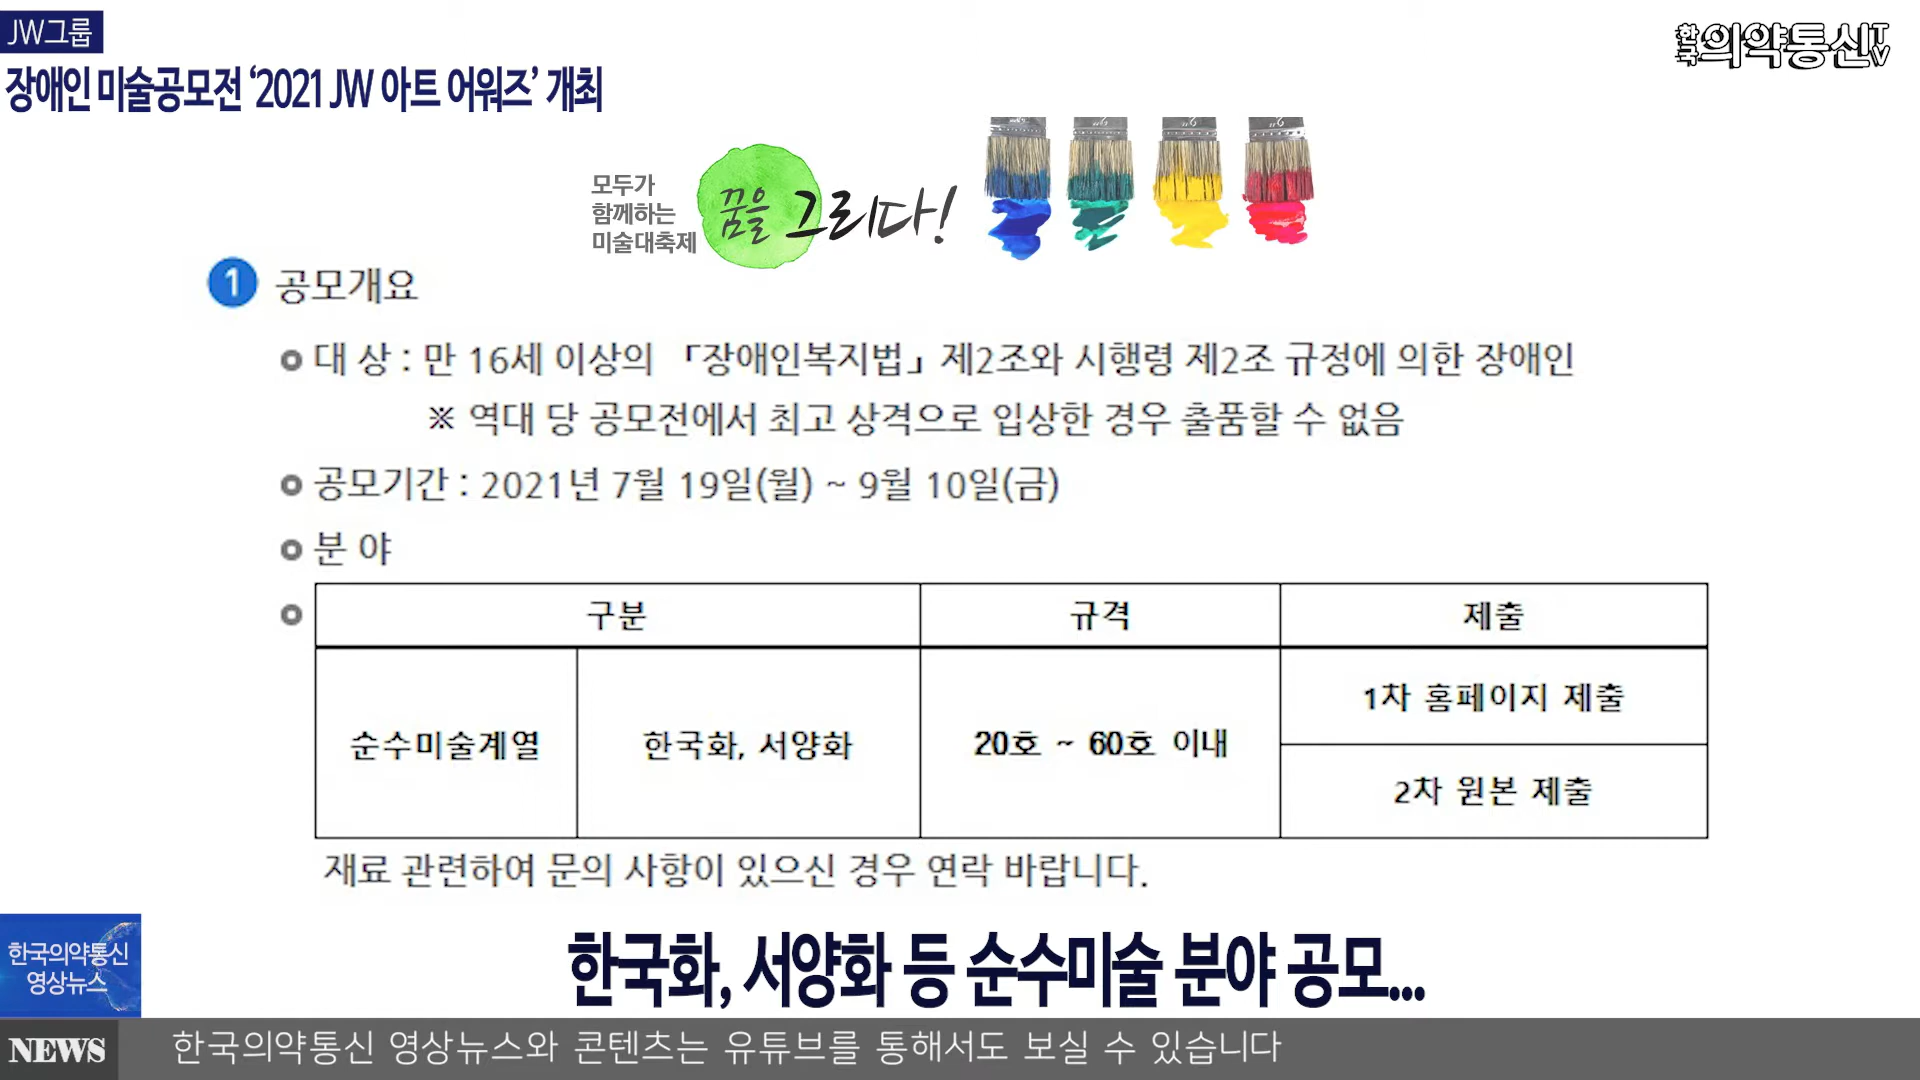 JW그룹
장애인 미술공모전 ‘2021 JW 아트 어워즈’ 개최
한국의약통신TV
모두가
함께하는
미술대축제
꿈을 그리다!
1 공모개요
대 상 : 만 16세 이상의 「장애인복지법」제2조와 시행령 제2조 규정에 의한 장애인
※ 역대 당 공모전에서 최고 상격으로 입상한 경우 출품할 수 없음
공모기간 : 2021년 7월 19일(월) ~ 9월 10일(금)
분 야
구분 규격 제출
순수미술계열 한국화, 서양화 20호 ~ 60호 이내 1차 홈페이지 제출
2차 원본 제출
재료 관련하여 문의 사항이 있으신 경우 연락 바랍니다.
한국화, 서양화 등 순수미술 분야 공모...
한국의약통신
영상뉴스
NEWS 한국의약통신 영상뉴스와 콘텐츠는 유튜브를 통해서도 보실 수 있습니다